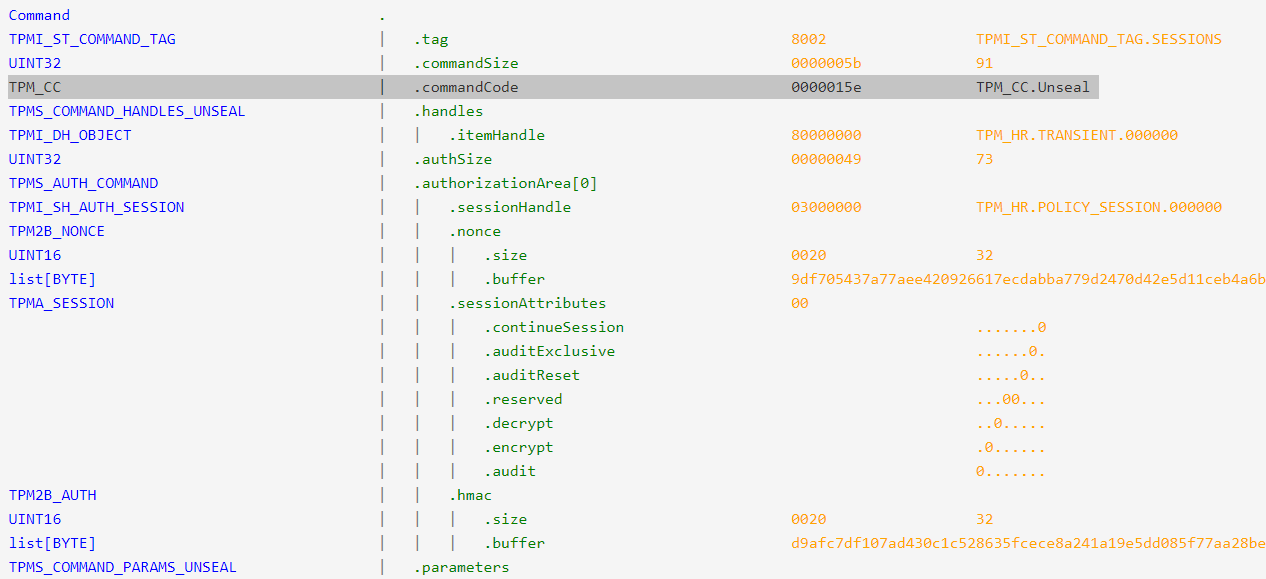 Command .
TPMI_ST_COMMAND_TAG | .tag 8002 TPMI_ST_COMMAND_TAG.SESSIONS
UINT32 | .commandSize 0000005b 91
TPM_CC | .commandCode 0000015e TPM_CC.Unseal
TPMS_COMMAND_HANDLES_UNSEAL | .handles
TPMI_DH_OBJECT | | .itemHandle 80000000 TPM_HR.TRANSIENT.000000
UINT32 | .authSize 00000049 73
TPMS_AUTH_COMMAND | .authorizationArea[0]
TPMI_SH_AUTH_SESSION | | .sessionHandle 03000000 TPM_HR.POLICY_SESSION.000000
TPM2B_NONCE | | .nonce
UINT16 | | | .size 0020 32
list[BYTE] | | | .buffer 9df705437a77aee420926617ecdabba779d2470d42e5d11ceb4a6b
TPMA_SESSION | | .sessionAttributes 00
| | | .continueSession .......0
| | | .auditExclusive ......0.
| | | .auditReset .....0..
| | | .reserved ...00...
| | | .decrypt ..0.....
| | | .encrypt .0......
| | | .audit 0.......
TPM2B_AUTH | | .hmac
UINT16 | | | .size 0020 32
list[BYTE] | | | .buffer d9afc7df107ad430c1c528635fcece8a241a19e5dd085f77aa28be
TPMS_COMMAND_PARAMS_UNSEAL | .parameters